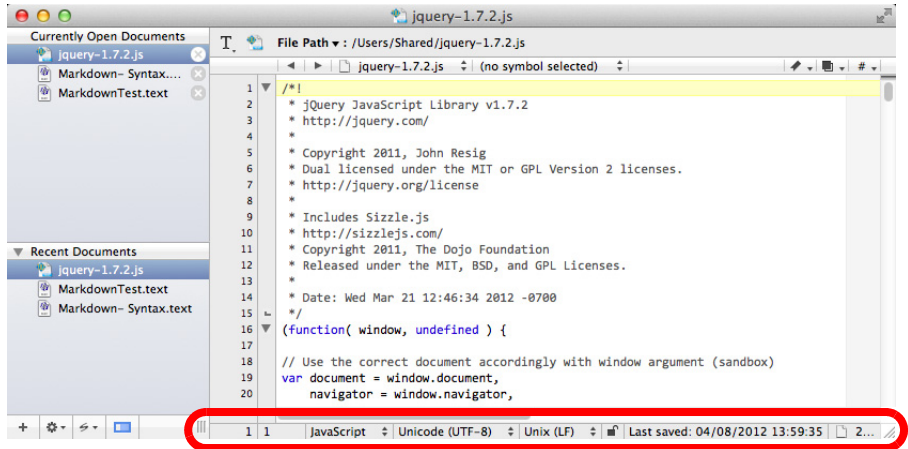 jquery-1.7.2.js
Currently Open Documents
jquery-1.7.2.js
Markdown- Syntax....
MarkdownTest.text
Recent Documents
jquery-1.7.2.js
MarkdownTest.text
Markdown- Syntax.text
T. File Path ▾ : /Users/Shared/jquery-1.7.2.js
jquery-1.7.2.js (no symbol selected) #
1 /*!
2 * jQuery JavaScript Library v1.7.2
3 * http://jquery.com/
4 *
5 * Copyright 2011, John Resig
6 * Dual licensed under the MIT or GPL Version 2 licenses.
7 * http://jquery.org/license
8 *
9 * Includes Sizzle.js
10 * http://sizzlejs.com/
11 * Copyright 2011, The Dojo Foundation
12 * Released under the MIT, BSD, and GPL Licenses.
13 *
14 * Date: Wed Mar 21 12:46:34 2012 -0700
15 */
16 (function( window, undefined ) {
17
18 // Use the correct document accordingly with window argument (sandbox)
19 var document = window.document,
20 navigator = window.navigator,
1 1 JavaScript Unicode (UTF-8) Unix (LF) Last saved: 04/08/2012 13:59:35 2...